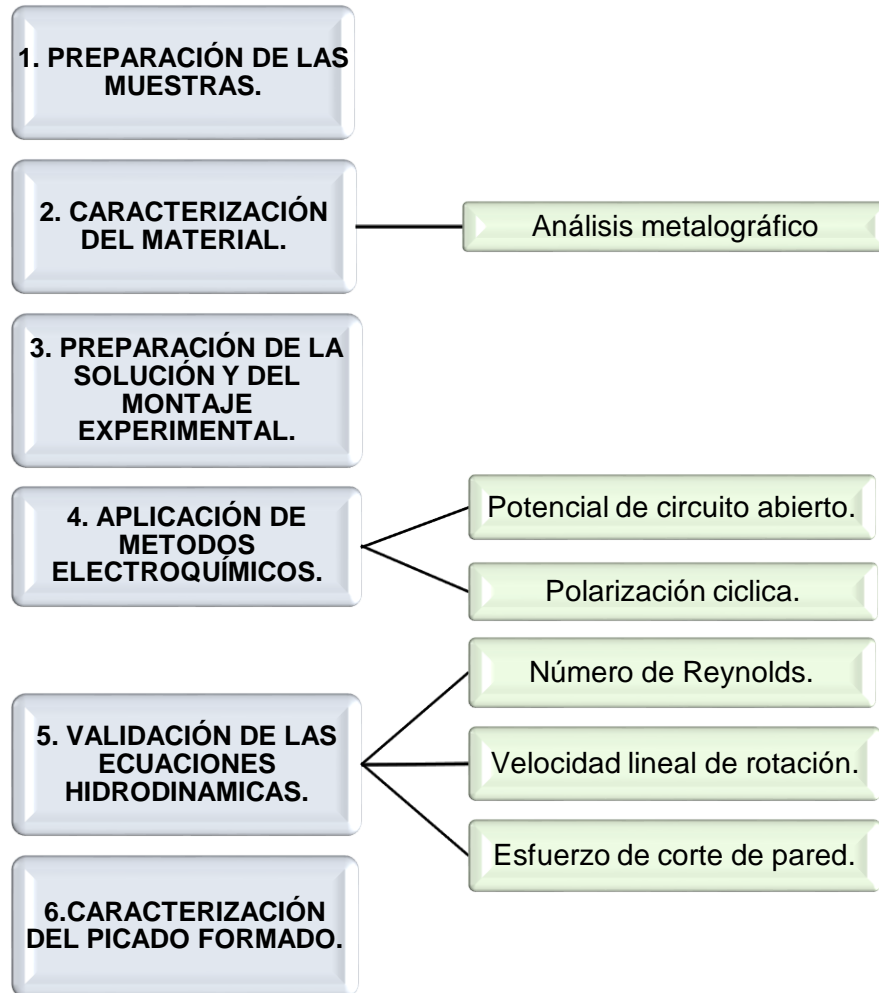 1. PREPARACIÓN DE LAS
MUESTRAS.
2. CARACTERIZACIÓN
DEL MATERIAL.
Análisis metalográfico
3. PREPARACIÓN DE LA
SOLUCIÓN Y DEL
MONTAJE
EXPERIMENTAL.
4. APLICACIÓN DE
METODOS
ELECTROQUÍMICOS.
Potencial de circuito abierto.
Polarización ciclica.
5. VALIDACIÓN DE LAS
ECUACIONES
HIDRODINAMICAS.
Número de Reynolds.
Velocidad lineal de rotación.
Esfuerzo de corte de pared.
6.CARACTERIZACIÓN
DEL PICADO FORMADO.